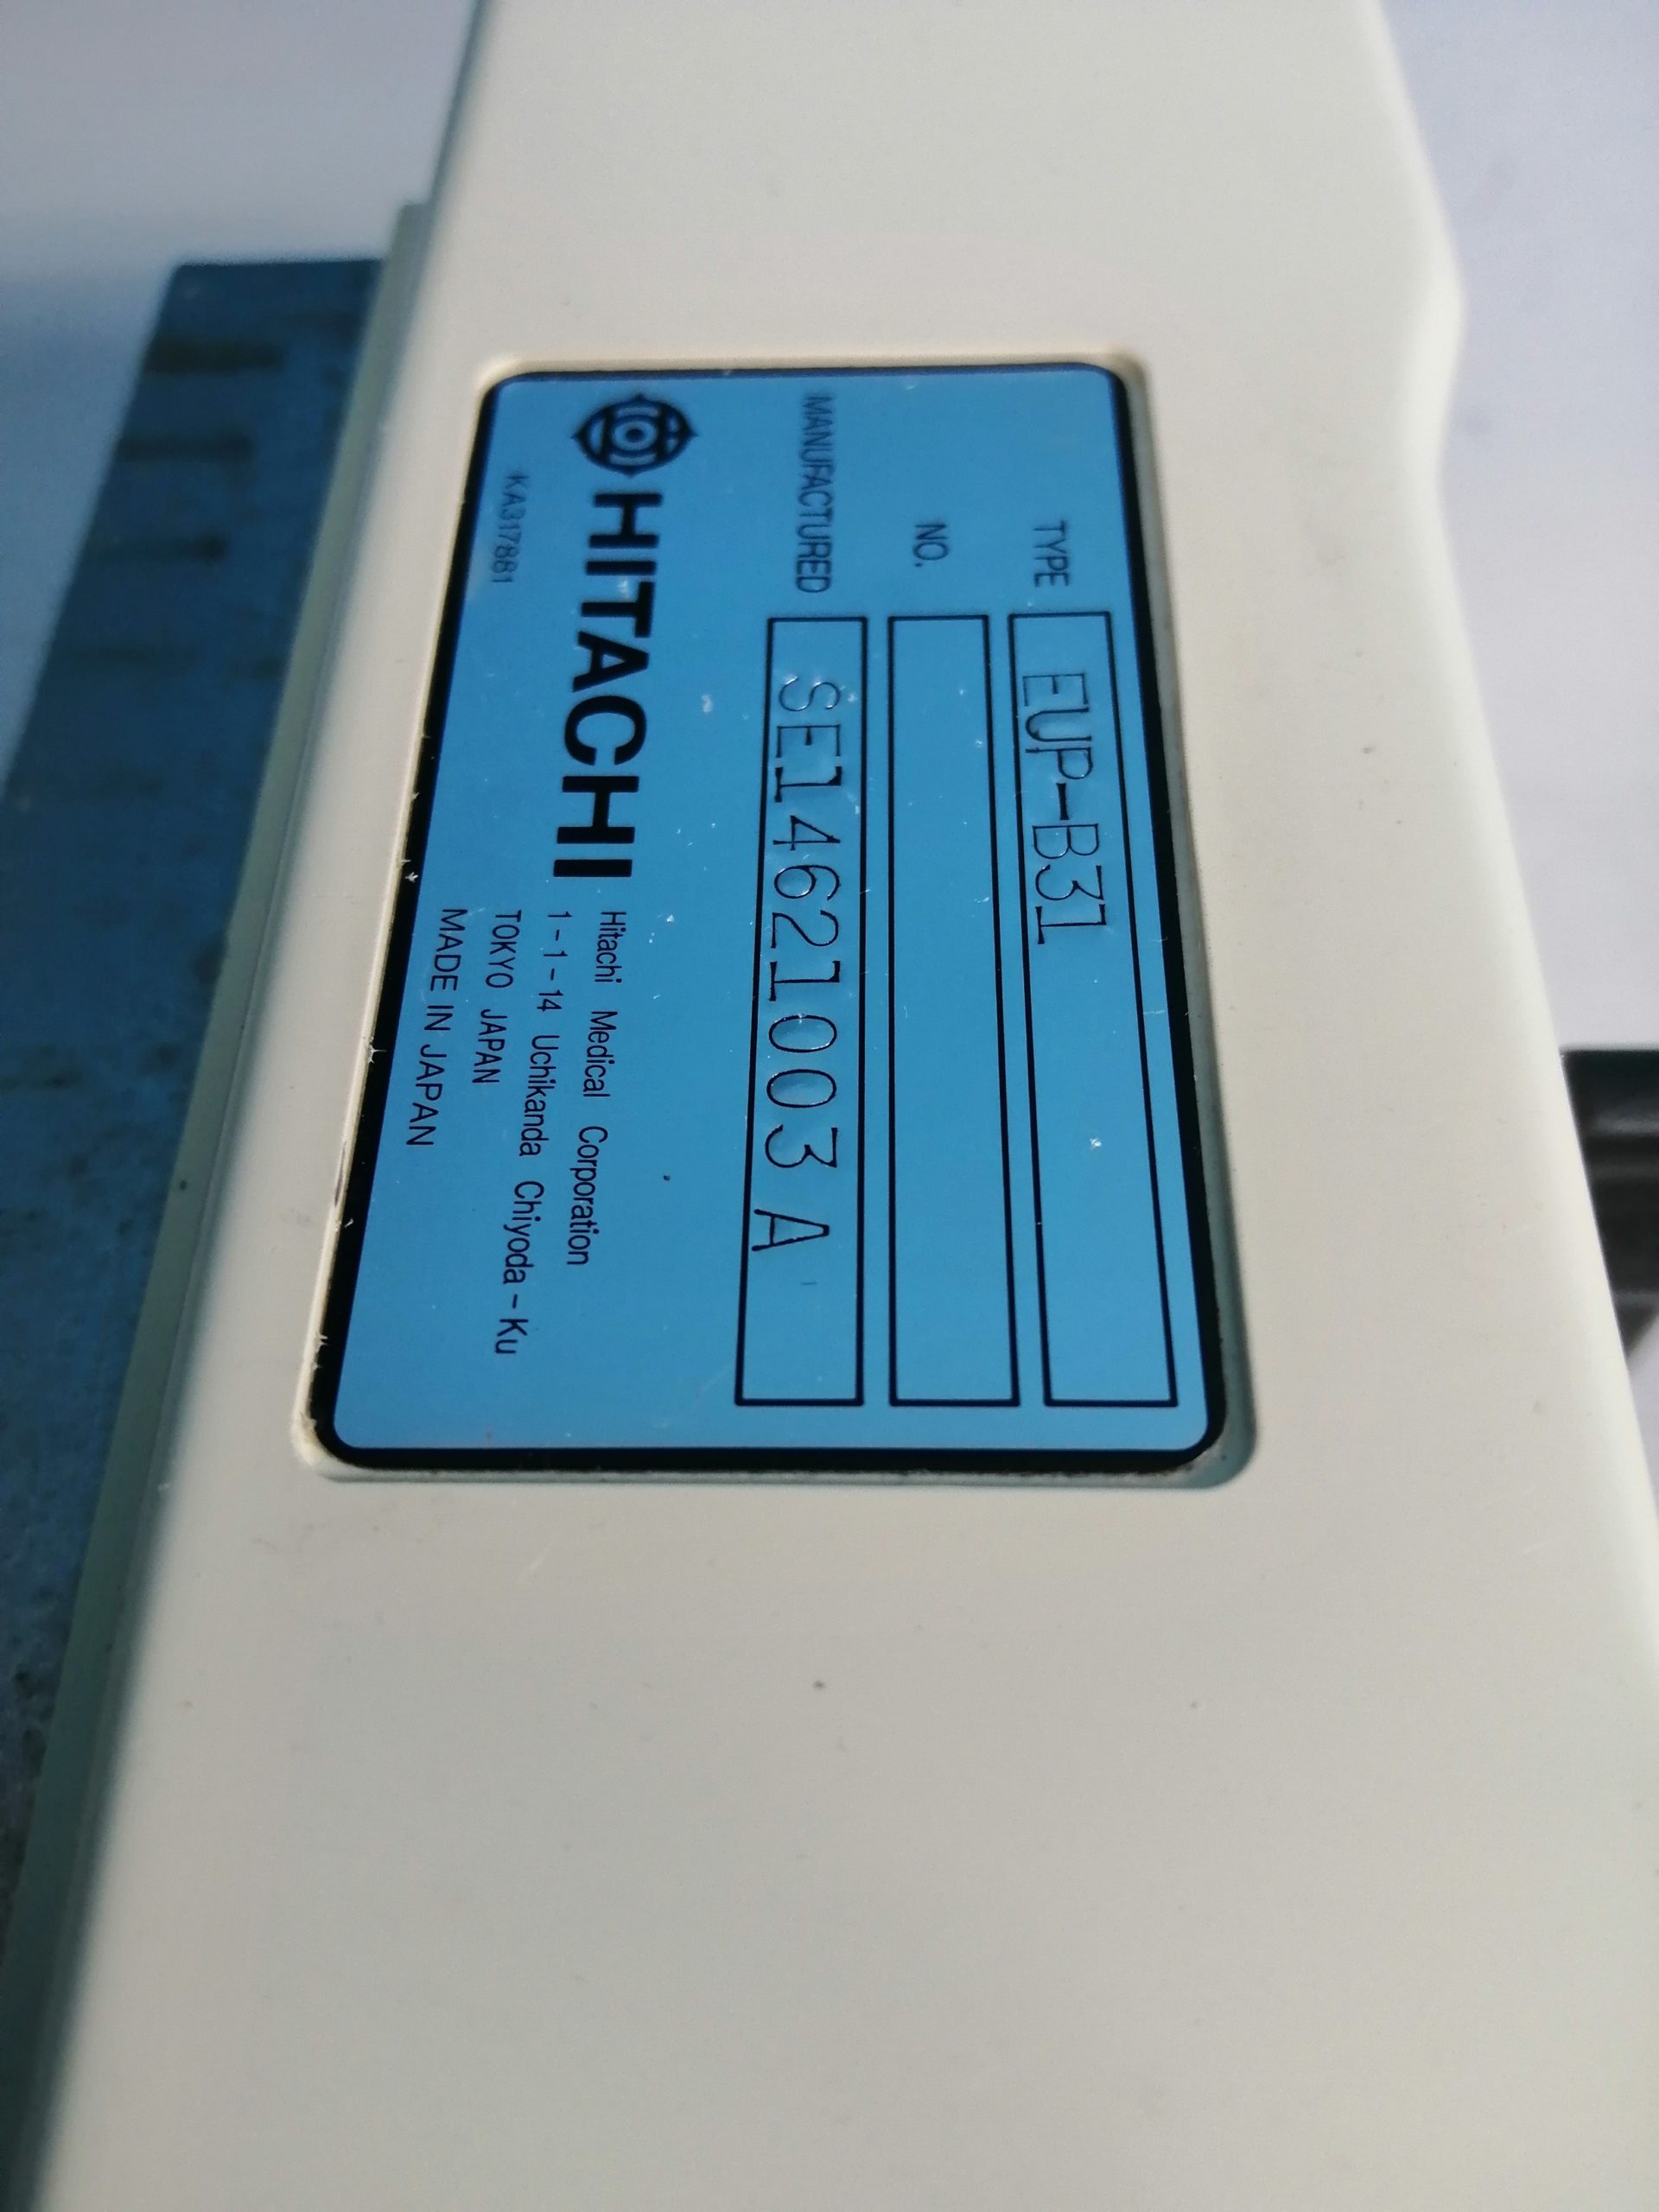 TYPE EUP-B31
NO.
MANUFACTURED SE14621003 A
HITACHI
Hitachi Medical Corporation
1-1-14 Uchikanda Chiyoda-Ku
TOKYO JAPAN
KA317881
MADE IN JAPAN